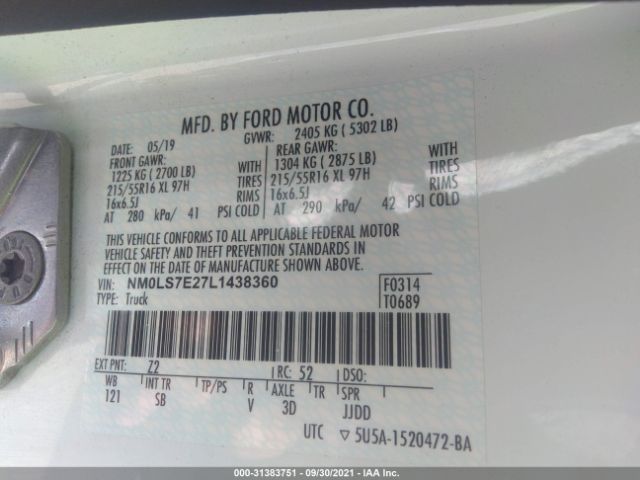 MFD. BY FORD MOTOR CO.
DATE: 05/19 GVWR: 2405 KG ( 5302 LB)
FRONT GAWR: REAR GAWR:
1225 KG ( 2700 LB) WITH 1304 KG ( 2875 LB) WITH
215/55R16 XL 97H TIRES 215/55R16 XL 97H TIRES
16x6.5J RIMS 16x6.5J RIMS
AT 280 kPa/ 41 PSI COLD AT 290 kPa/ 42 PSI COLD
THIS VEHICLE CONFORMS TO ALL APPLICABLE FEDERAL MOTOR
VEHICLE SAFETY AND THEFT PREVENTION STANDARDS IN
EFFECT ON THE DATE OF MANUFACTURE SHOWN ABOVE.
VIN: NM0LS7E27L1438360 F0314
TYPE: Truck T0689
EXT PNT: Z2 RC: 52 DSO:
WB INT TR TP/PS R AXLE TR SPR
121 SB V 3D JJDD
UTC ▽ 5U5A-1520472-BA
000-31383751 - 09/30/2021 - IAA Inc.